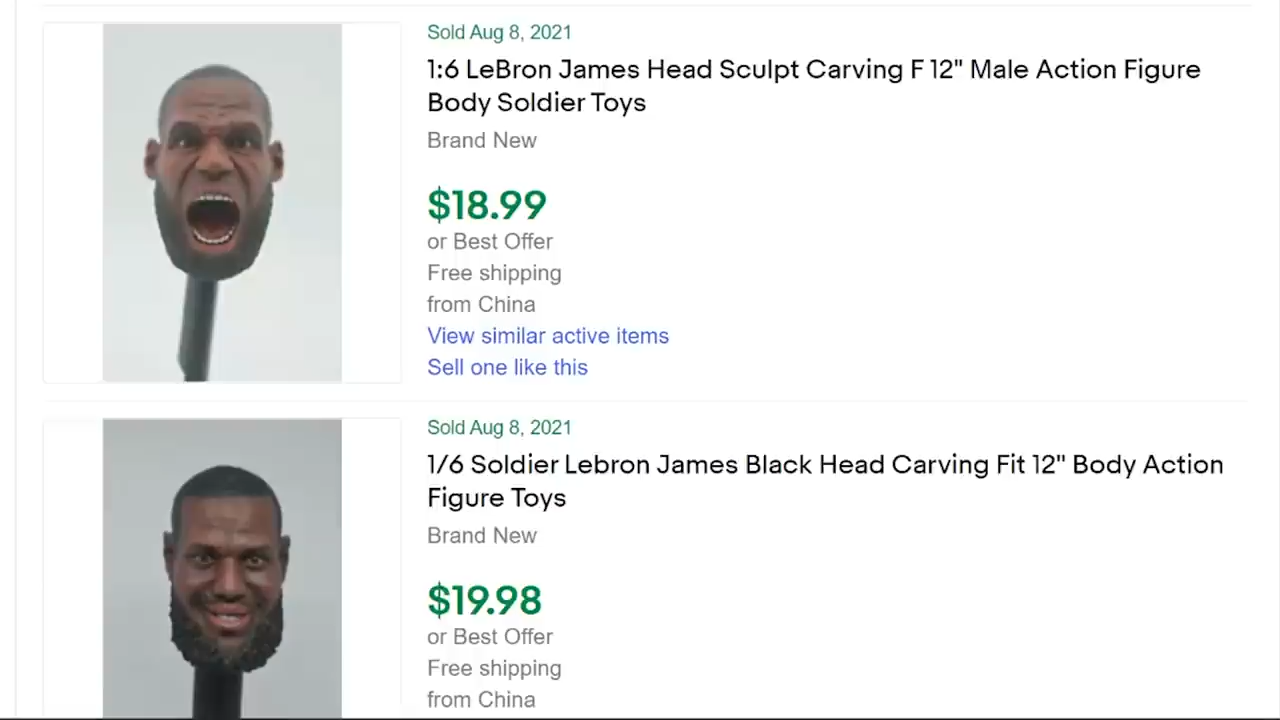 Sold Aug 8, 2021
1:6 LeBron James Head Sculpt Carving F 12" Male Action Figure
Body Soldier Toys
Brand New
$18.99
or Best Offer
Free shipping
from China
View similar active items
Sell one like this
Sold Aug 8, 2021
1/6 Soldier Lebron James Black Head Carving Fit 12" Body Action
Figure Toys
Brand New
$19.98
or Best Offer
Free shipping
from China